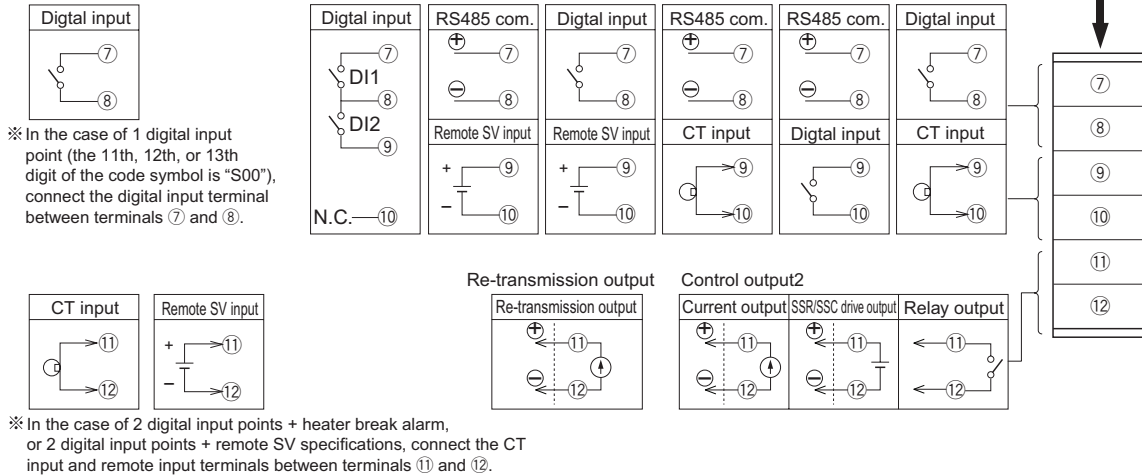 Digtal input
⑦
⑧
※ In the case of 1 digital input
point (the 11th, 12th, or 13th
digit of the code symbol is “S00”),
connect the digital input terminal
between terminals ⑦ and ⑧.
Digtal input
⑦
DI1
⑧
DI2
⑨
N.C. ⑩
RS485 com.
+ ⑦
− ⑧
Remote SV input
+ ⑨
− ⑩
Digtal input
⑦
⑧
Remote SV input
+ ⑨
− ⑩
RS485 com.
+ ⑦
− ⑧
CT input
⑨
⑩
RS485 com.
+ ⑦
− ⑧
Digtal input
⑨
⑩
Digtal input
⑦
⑧
CT input
⑨
⑩
⑦
⑧
⑨
⑩
⑪
⑫
CT input
⑪
⑫
Remote SV input
+ ⑪
− ⑫
※ In the case of 2 digital input points + heater break alarm,
or 2 digital input points + remote SV specifications, connect the CT
input and remote input terminals between terminals ⑪ and ⑫.
Re-transmission output
Re-transmission output
+ ⑪
− ⑫
Control output2
Current output
+ ⑪
− ⑫
SSR/SSC drive output
+ ⑪
− ⑫
Relay output
⑪
⑫